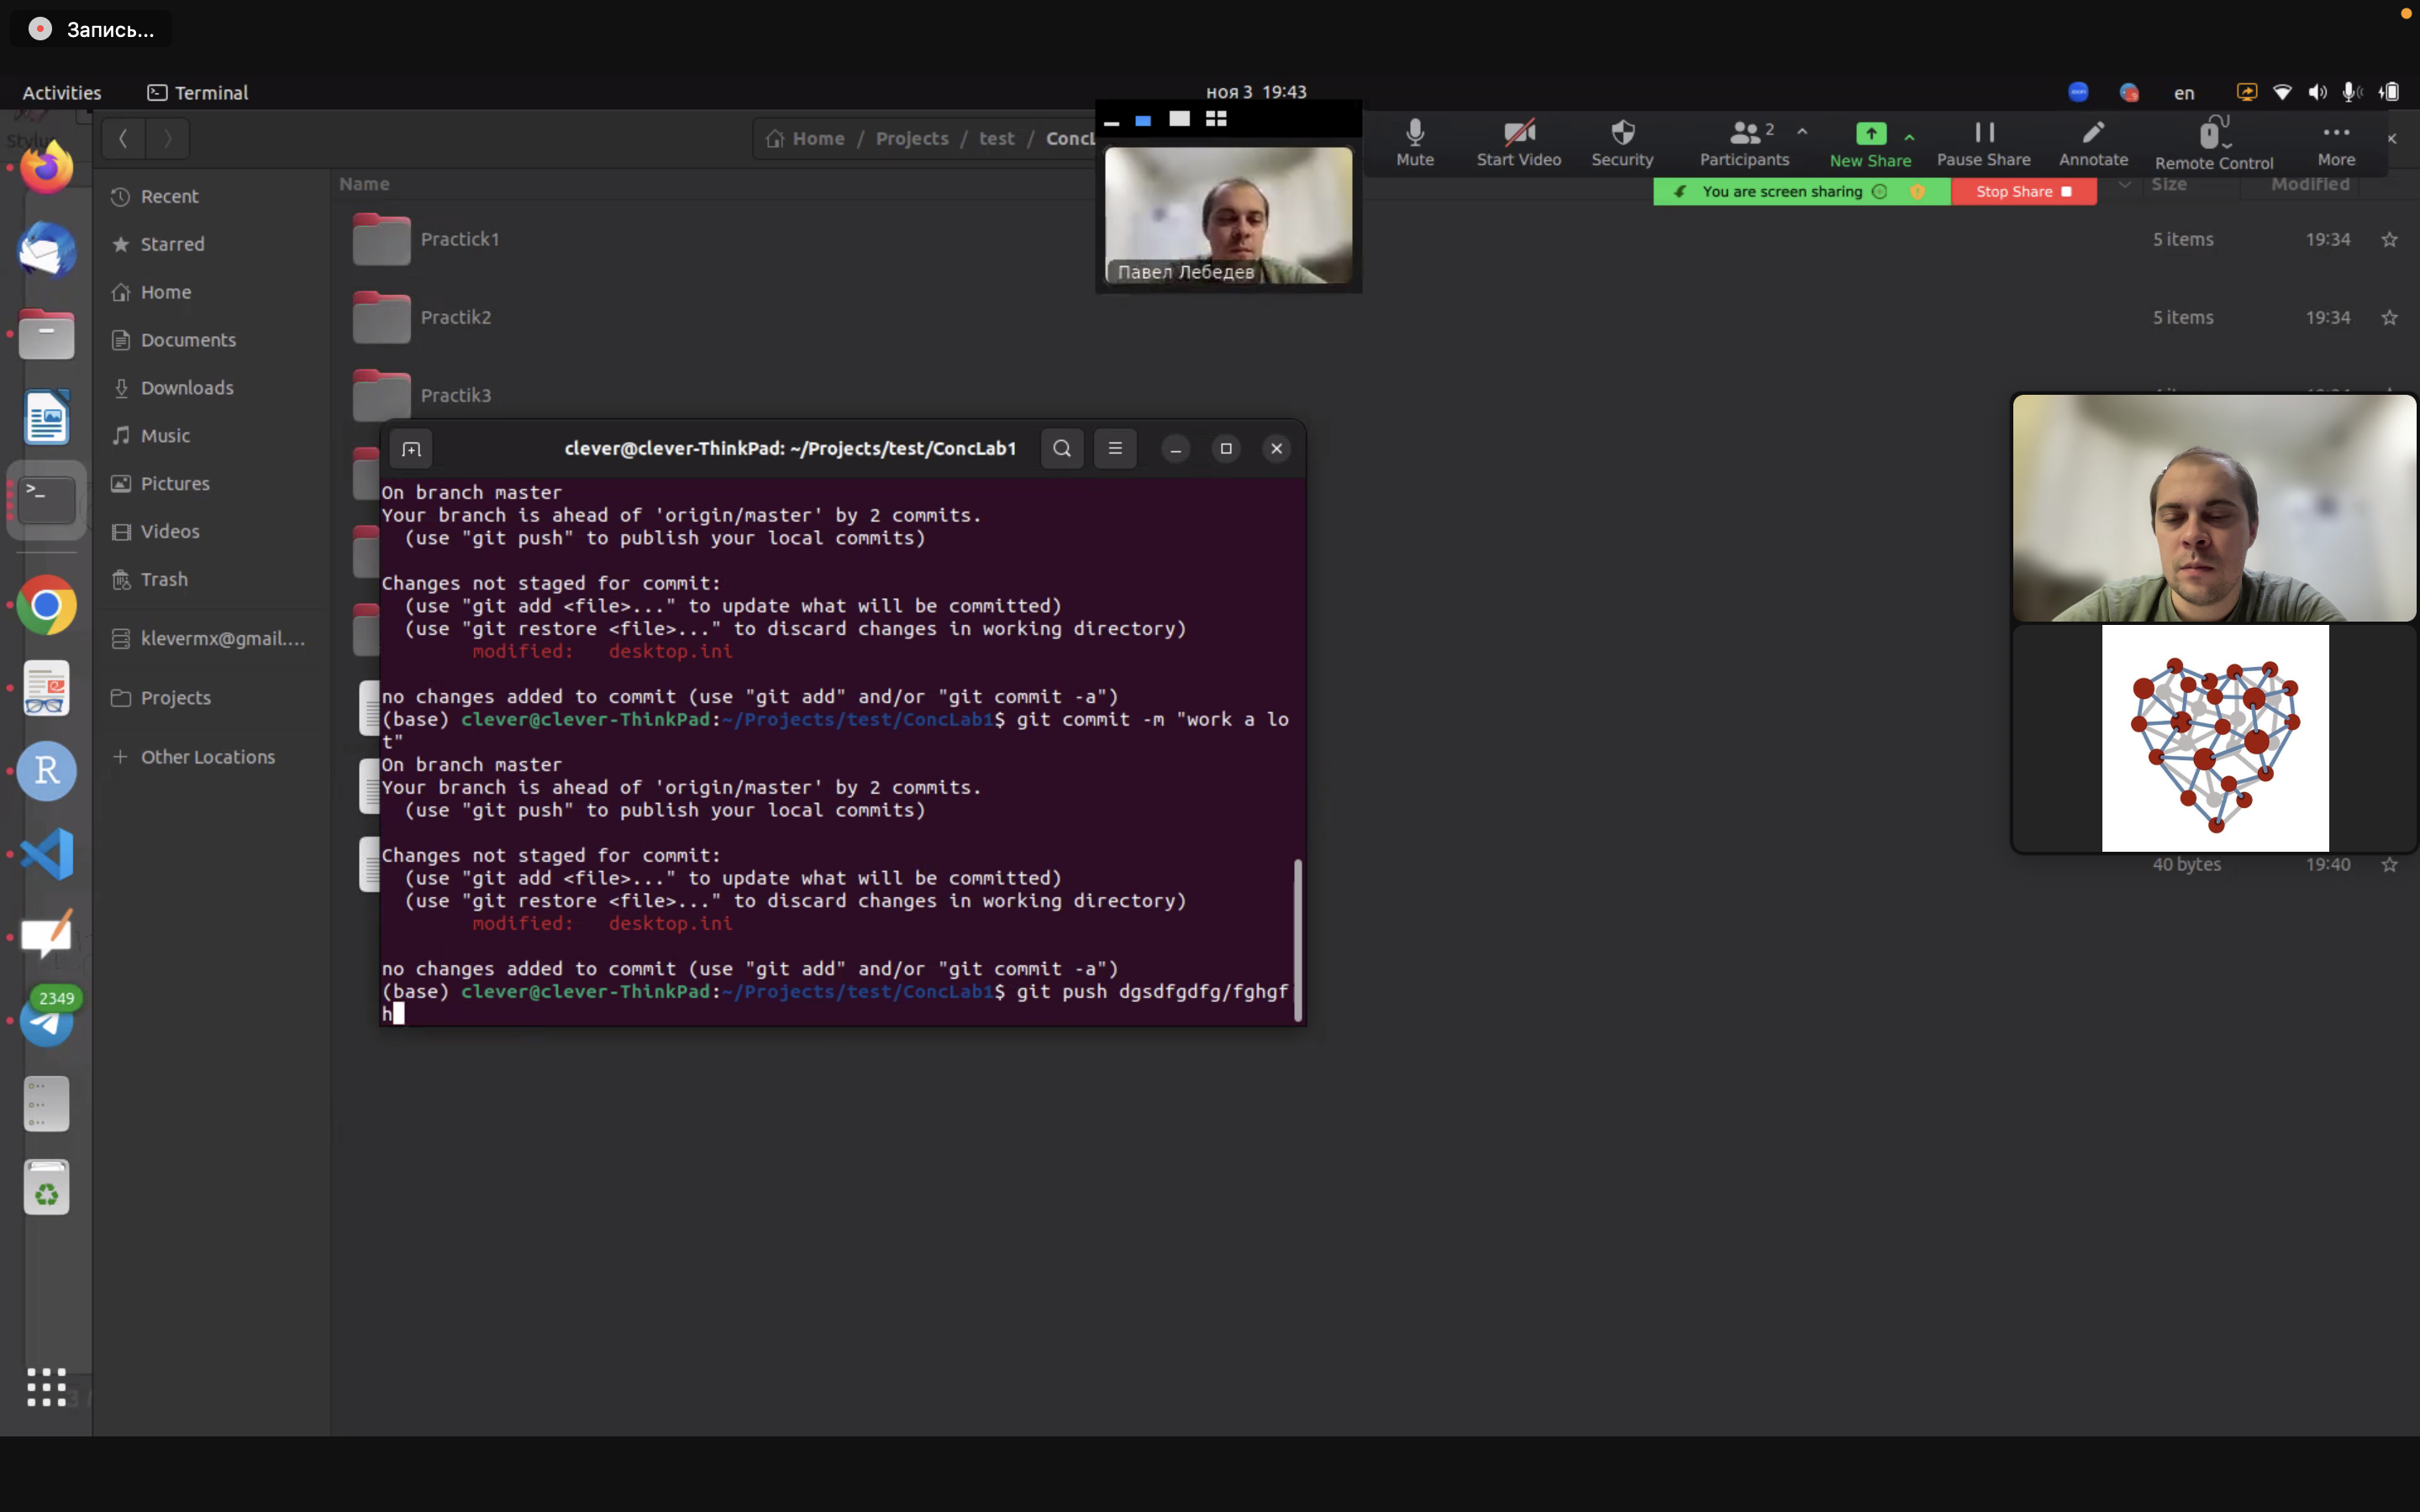 Запись...
Activities
Terminal
ноя 3 19:43
en
Home / Projects / test / ConcL
Mute
Start Video
Security
Participants
2
New Share
Pause Share
Annotate
Remote Control
More
You are screen sharing
Stop Share
Павел Лебедев
Recent
Starred
Home
Documents
Downloads
Music
Pictures
Videos
Trash
klevermx@gmail....
Projects
+ Other Locations
Name
Size
Modified
Practick1
5 items
19:34
Practik2
5 items
19:34
Practik3
clever@clever-ThinkPad: ~/Projects/test/ConcLab1
On branch master
Your branch is ahead of 'origin/master' by 2 commits.
(use "git push" to publish your local commits)
Changes not staged for commit:
(use "git add <file>..." to update what will be committed)
(use "git restore <file>..." to discard changes in working directory)
modified: desktop.ini
no changes added to commit (use "git add" and/or "git commit -a")
(base) clever@clever-ThinkPad:~/Projects/test/ConcLab1$ git commit -m "work a lo
t"
On branch master
Your branch is ahead of 'origin/master' by 2 commits.
(use "git push" to publish your local commits)
Changes not staged for commit:
(use "git add <file>..." to update what will be committed)
(use "git restore <file>..." to discard changes in working directory)
modified: desktop.ini
no changes added to commit (use "git add" and/or "git commit -a")
(base) clever@clever-ThinkPad:~/Projects/test/ConcLab1$ git push dgsdfgdfg/fghgf
h
40 bytes
19:40
2349
R